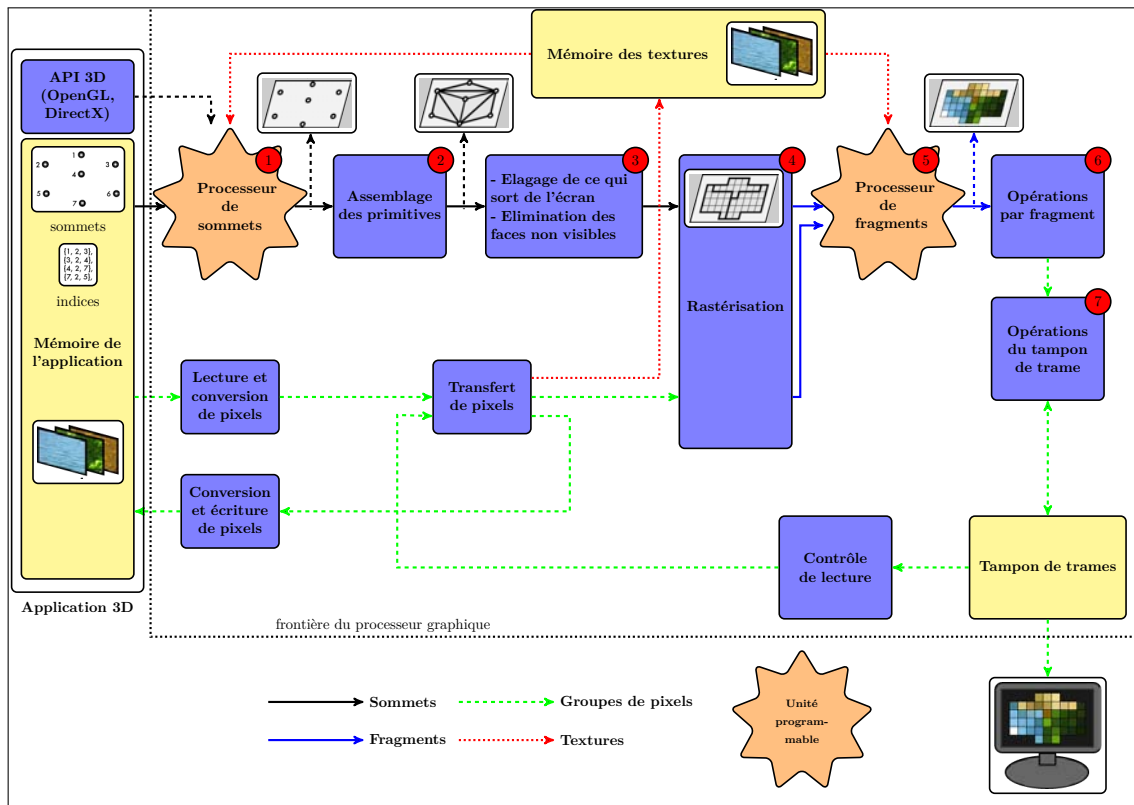 API 3D
(OpenGL,
DirectX)
1
2
3
4
5
6
7
sommets
{1, 2, 3},
{3, 2, 4},
{4, 2, 7},
{7, 2, 5},
indices
Mémoire de
l'application
Application 3D
Mémoire des textures
1
Processeur
de
sommets
2
Assemblage
des primitives
3
- Elagage de ce qui
sort de l'écran
- Elimination des
faces non visibles
4
Rastérisation
5
Processeur
de
fragments
6
Opérations
par fragment
7
Opérations
du tampon
de trame
Lecture et
conversion
de pixels
Transfert
de pixels
Conversion
et écriture
de pixels
Contrôle
de lecture
Tampon de trames
frontière du processeur graphique
Sommets
Groupes de pixels
Fragments
Textures
Unité
program-
mable